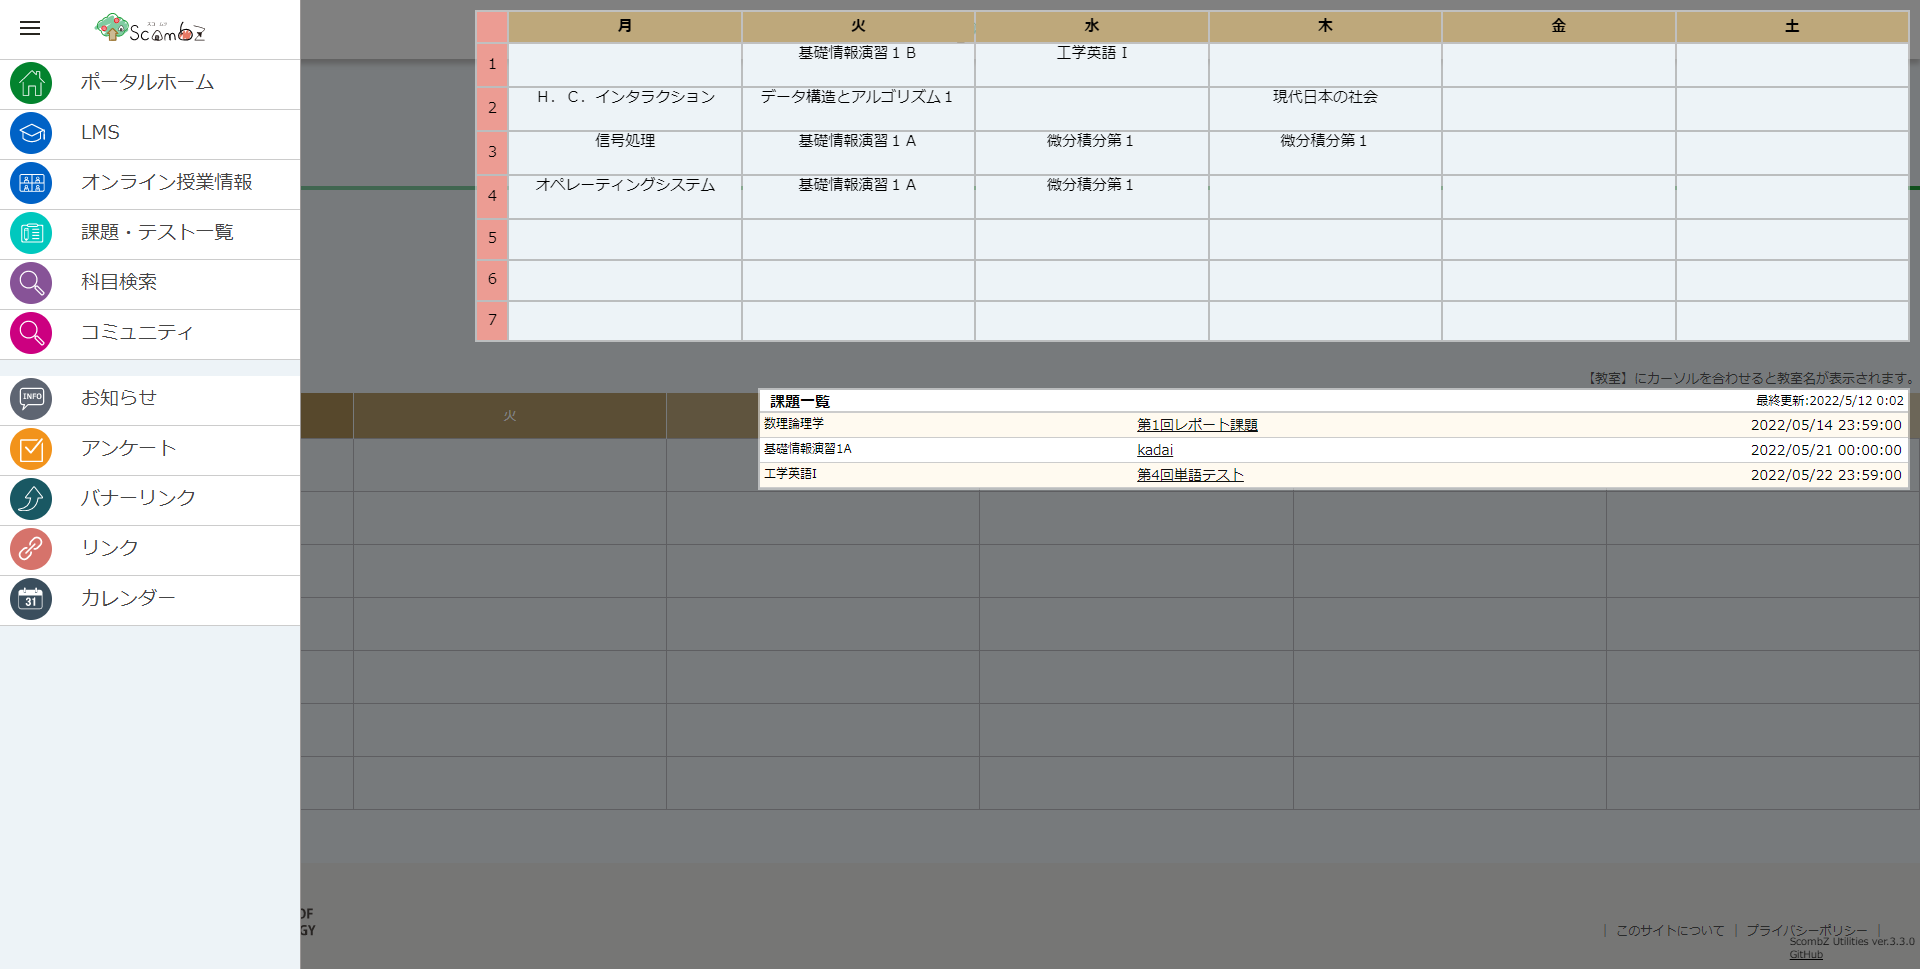 スコームツ
ScombZ
ポータルホーム
LMS
オンライン授業情報
課題・テスト一覧
科目検索
コミュニティ
INFO
お知らせ
アンケート
バナーリンク
リンク
31
カレンダー
月 火 水 木 金 土
1 基礎情報演習１Ｂ 工学英語Ⅰ
2 Ｈ．Ｃ．インタラクション データ構造とアルゴリズム１ 現代日本の社会
3 信号処理 基礎情報演習１Ａ 微分積分第１ 微分積分第１
4 オペレーティングシステム 基礎情報演習１Ａ 微分積分第１
5
6
7
【教室】にカーソルを合わせると教室名が表示されます。
火
課題一覧 最終更新:2022/5/12 0:02
数理論理学 第1回レポート課題 2022/05/14 23:59:00
基礎情報演習1A kadai 2022/05/21 00:00:00
工学英語I 第4回単語テスト 2022/05/22 23:59:00
OF
GY
| このサイトについて | プライバシーポリシー |
ScombZ Utilities ver.3.3.0
GitHub